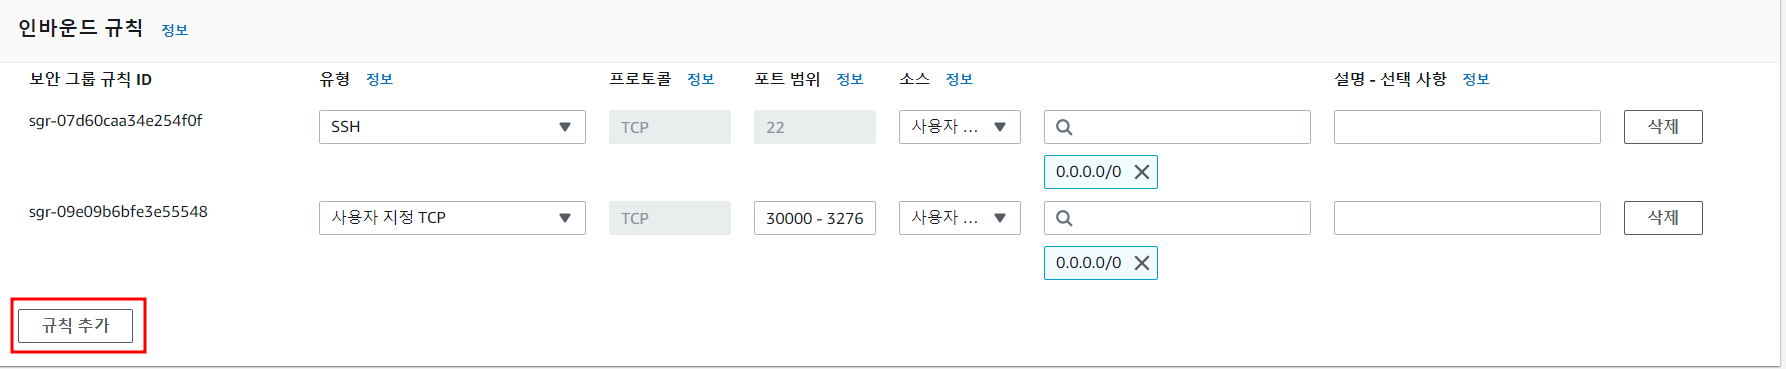 인바운드 규칙 정보
보안 그룹 규칙 ID 유형 정보 프로토콜 정보 포트 범위 정보 소스 정보 설명 - 선택 사항 정보
sgr-07d60caa34e254f0f SSH TCP 22 사용자 ... 삭제
0.0.0.0/0
sgr-09e09b6bfe3e55548 사용자 지정 TCP TCP 30000 - 3276 사용자 ... 삭제
0.0.0.0/0
규칙 추가